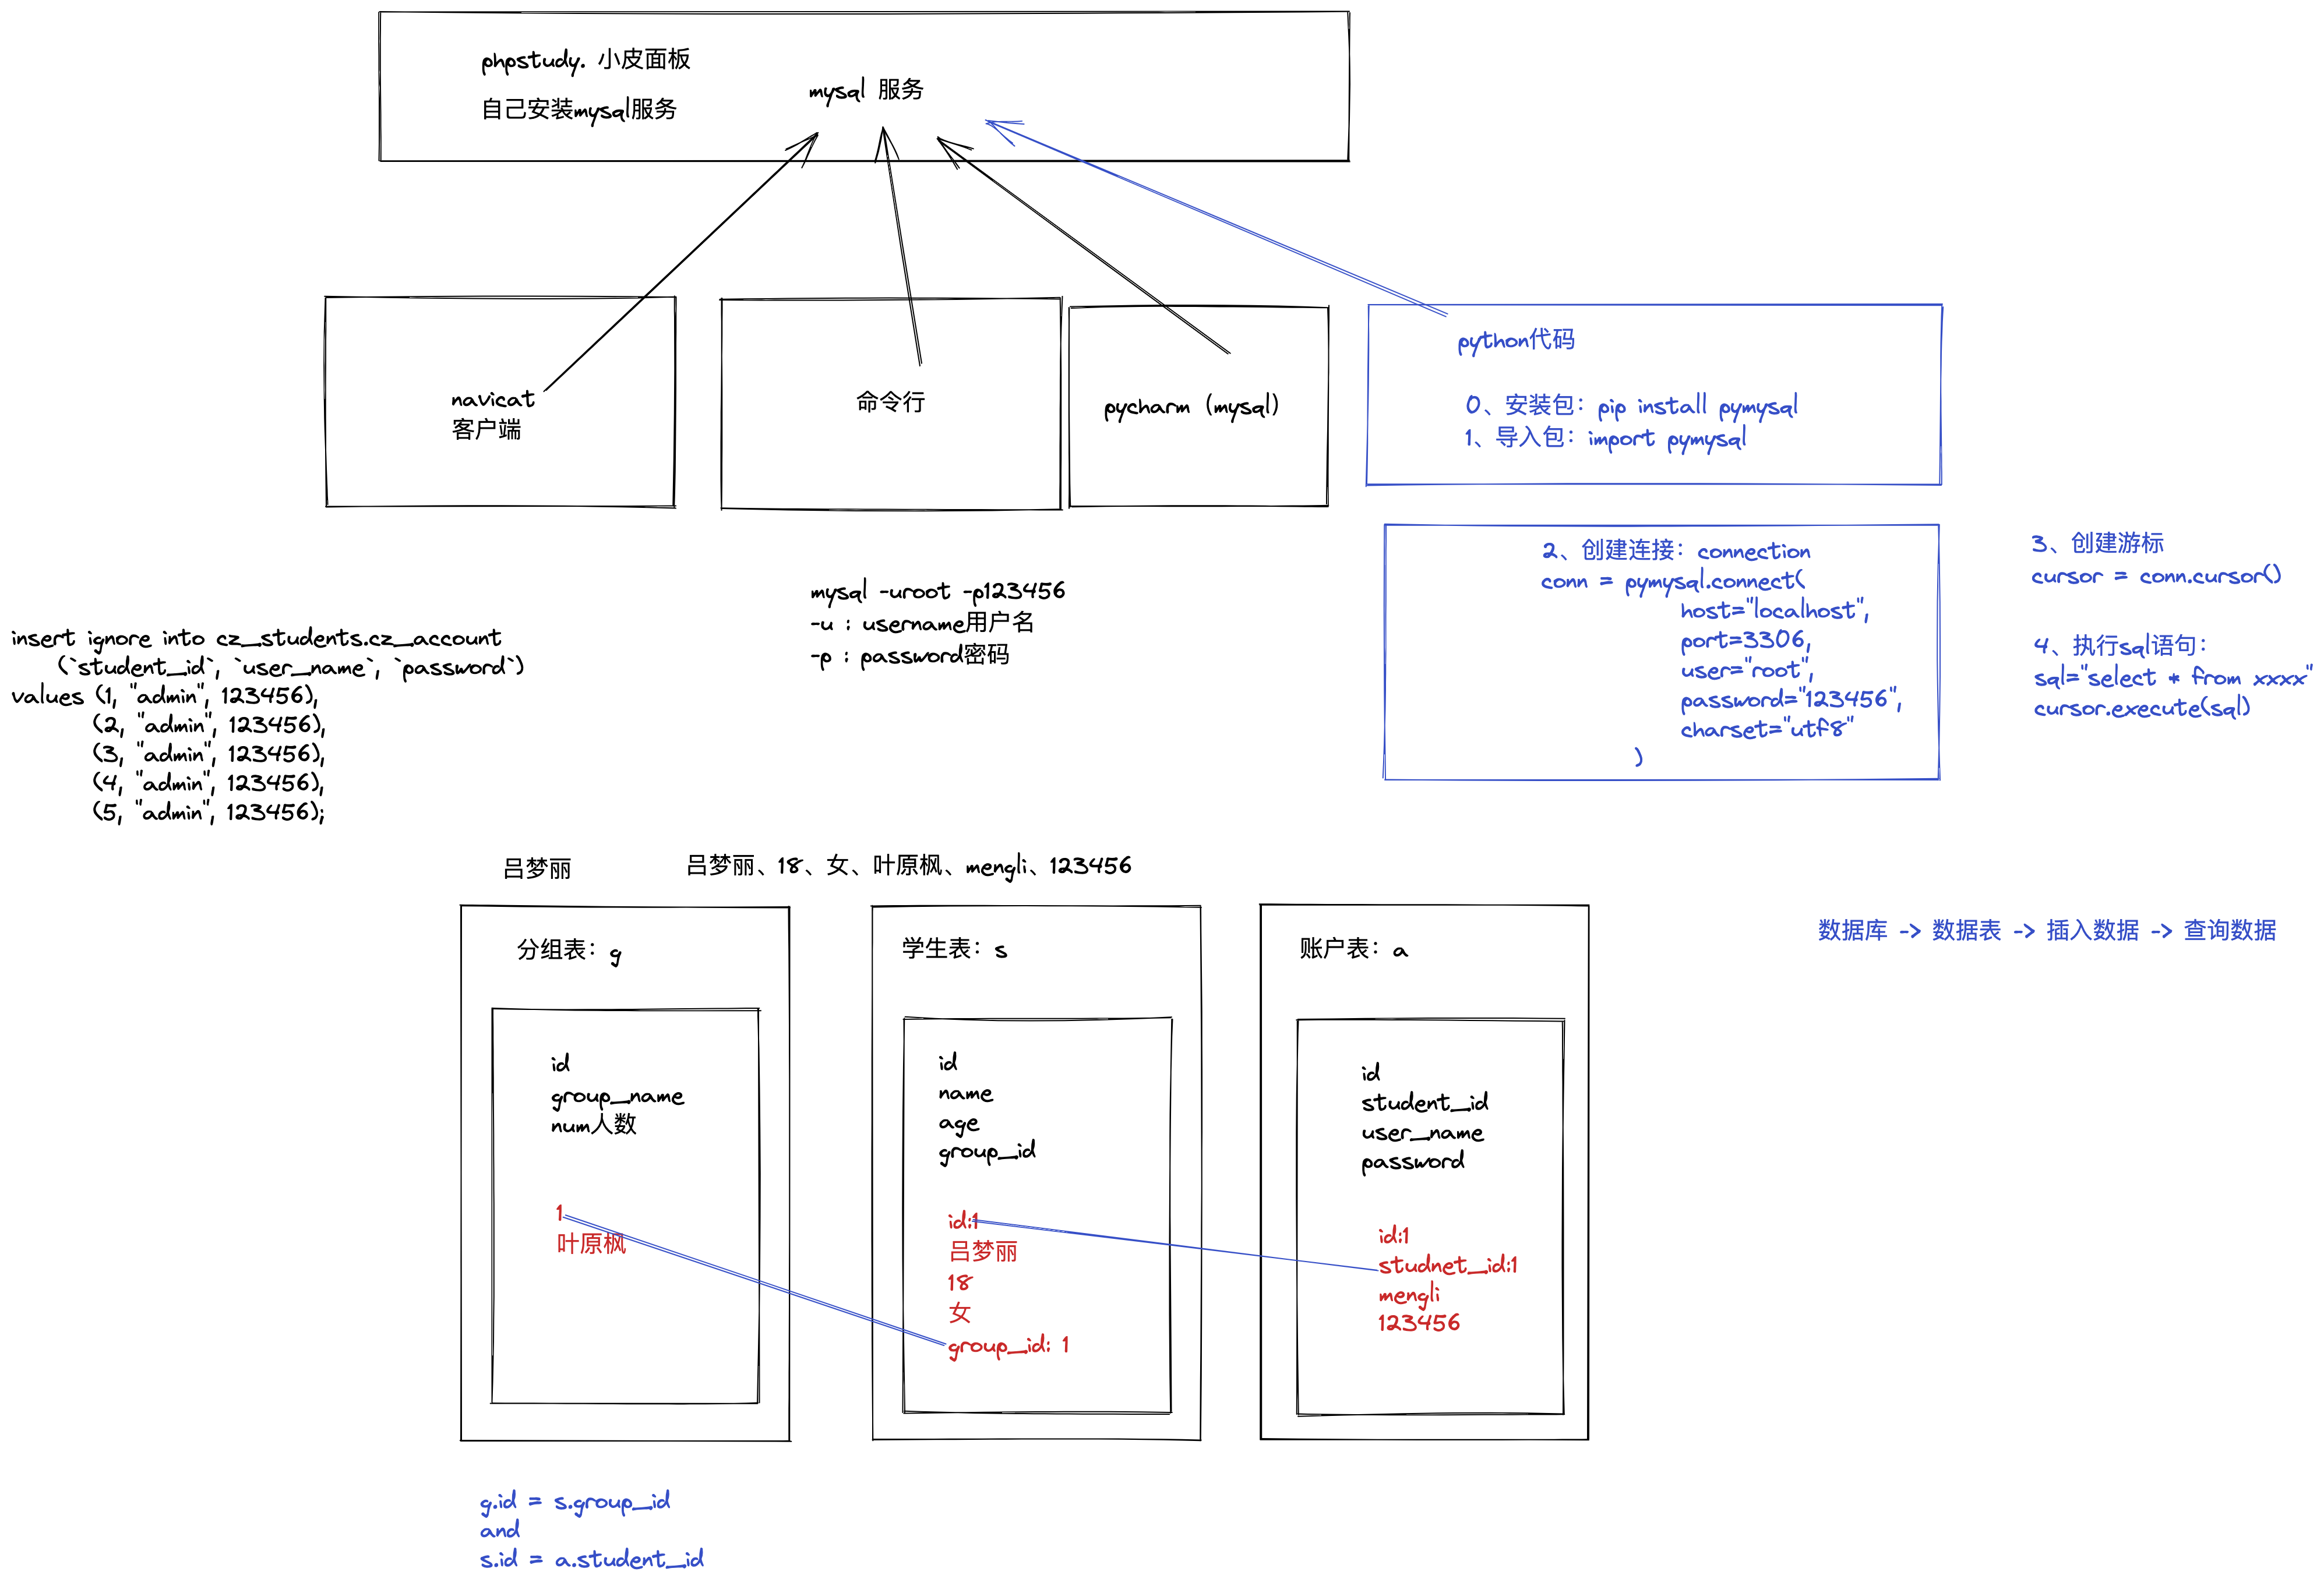 phpstudy. 小皮面板
自己安装mysql服务
mysql 服务
navicat
客户端
命令行
pycharm (mysql)
python代码
0、安装包：pip install pymysql
1、导入包：import pymysql
2、创建连接：connection
conn = pymysql.connect(
host="localhost",
port=3306,
user="root",
password="123456",
charset="utf8"
)
3、创建游标
cursor = conn.cursor()
4、执行sql语句：
sql="select * from xxxx"
cursor.execute(sql)
mysql -uroot -p123456
-u : username用户名
-p : password密码
insert ignore into cz_students.cz_account
(`student_id`, `user_name`, `password`)
values (1, "admin", 123456),
(2, "admin", 123456),
(3, "admin", 123456),
(4, "admin", 123456),
(5, "admin", 123456);
吕梦丽
吕梦丽、18、女、叶原枫、mengli、123456
数据库 -> 数据表 -> 插入数据 -> 查询数据
分组表：g
id
group_name
num人数
1
叶原枫
学生表：s
id
name
age
group_id
id:1
吕梦丽
18
女
group_id: 1
账户表：a
id
student_id
user_name
password
id:1
studnet_id:1
mengli
123456
g.id = s.group_id
and
s.id = a.student_id